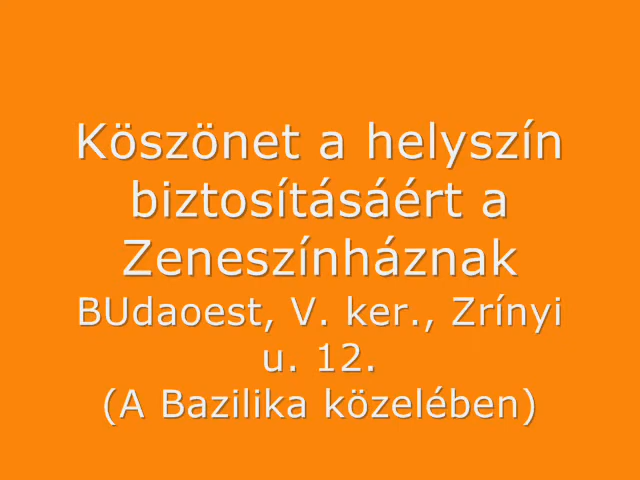 Köszönet a helyszín
biztosításáért a
Zeneszínháznak
BUdaoest, V. ker., Zrínyi
u. 12.
(A Bazilika közelében)